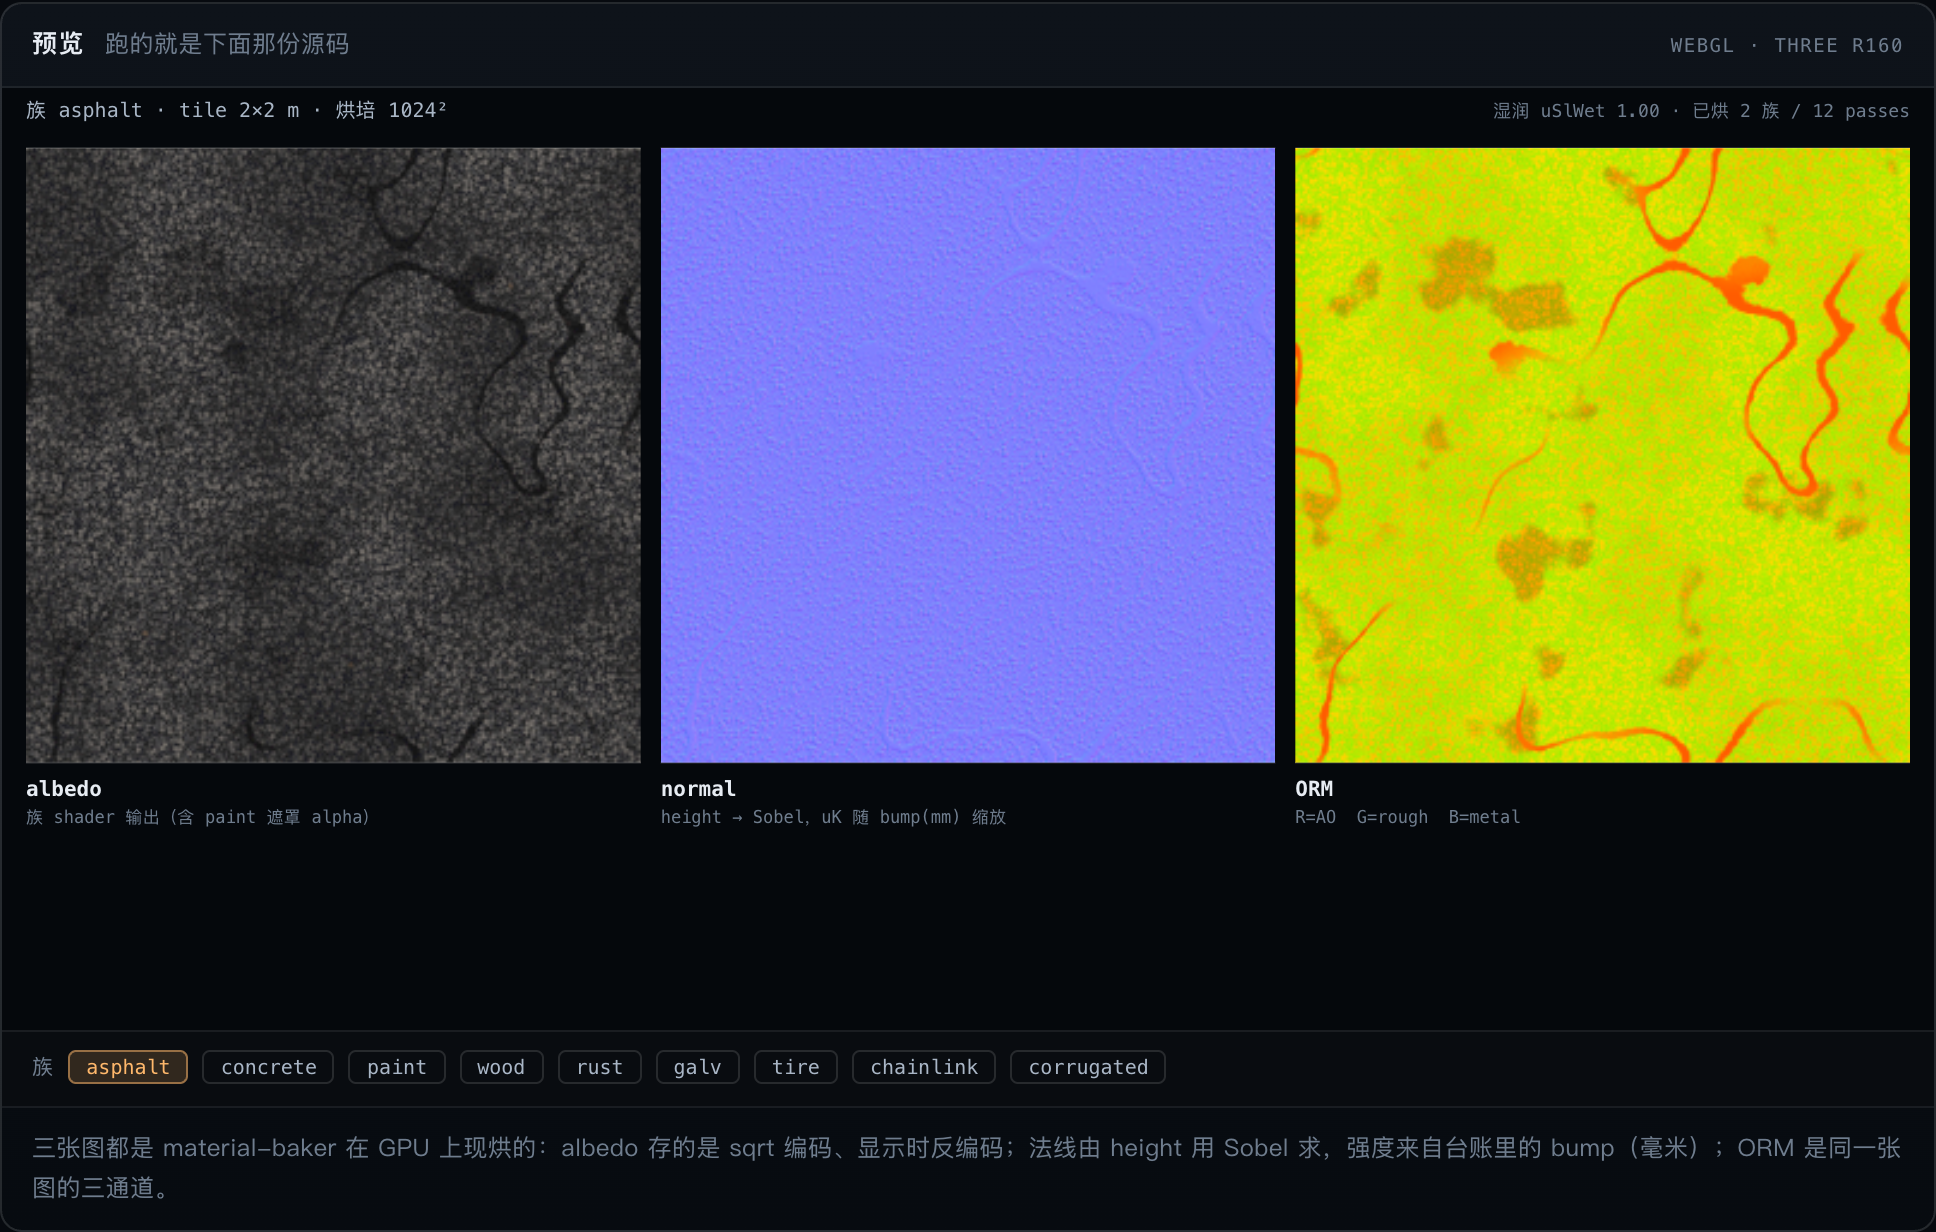 预览 跑的就是下面那份源码
WEBGL · THREE R160
族 asphalt · tile 2×2 m · 烘培 1024²
湿润 uSlWet 1.00 · 已烘 2 族 / 12 passes
albedo
族 shader 输出（含 paint 遮罩 alpha）
normal
height → Sobel, uK 随 bump(mm) 缩放
ORM
R=AO G=rough B=metal
族 asphalt concrete paint wood rust galv tire chainlink corrugated
三张图都是 material-baker 在 GPU 上现烘的：albedo 存的是 sqrt 编码、显示时反编码；法线由 height 用 Sobel 求，强度来自台账里的 bump（毫米）；ORM 是同一张
图的三通道。